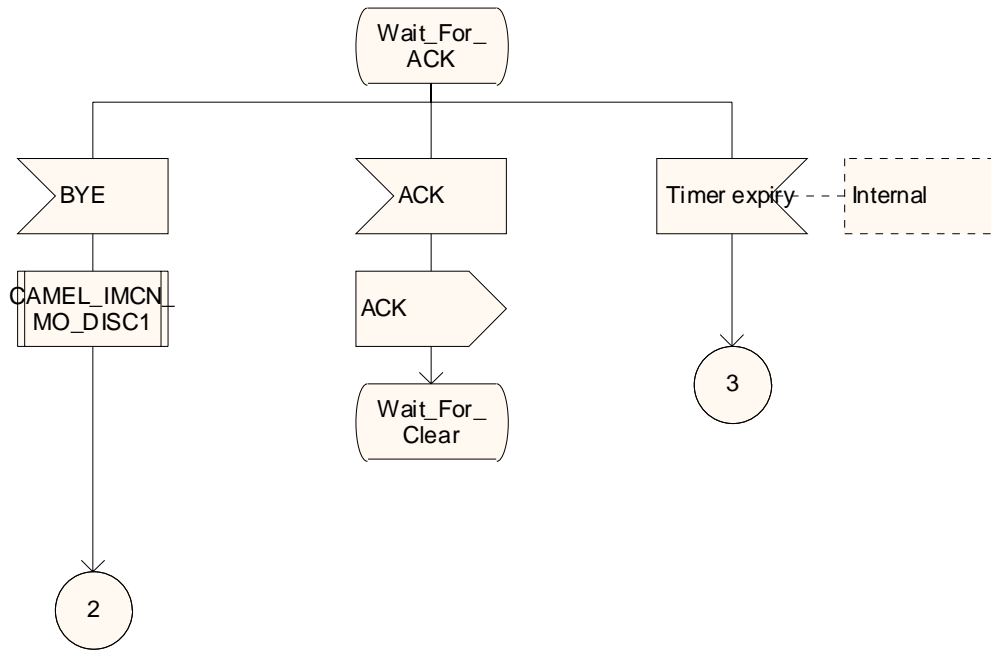 Wait_For_
ACK
BYE
ACK
Timer expiry
Internal
CAMEL_IMCN_
MO_DISC1
ACK
3
Wait_For_
Clear
2